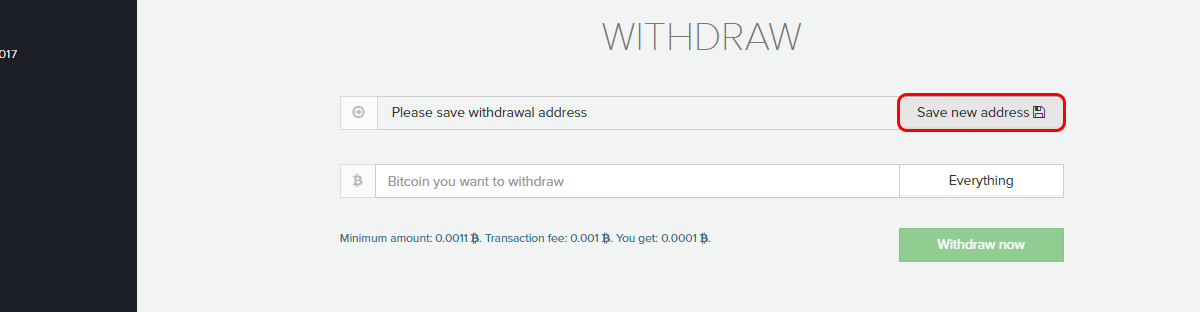 017
WITHDRAW
Please save withdrawal address
Save new address
Bitcoin you want to withdraw
Everything
Minimum amount: 0.0011 ₿. Transaction fee: 0.001 ₿. You get: 0.0001 ₿.
Withdraw now